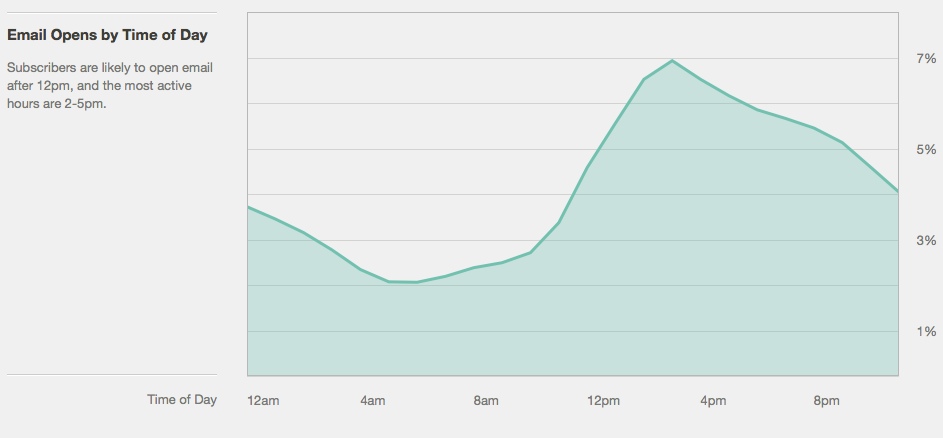 Email Opens by Time of Day
Subscribers are likely to open email
after 12pm, and the most active
hours are 2-5pm.
7%
5%
3%
1%
Time of Day
12am
4am
8am
12pm
4pm
8pm